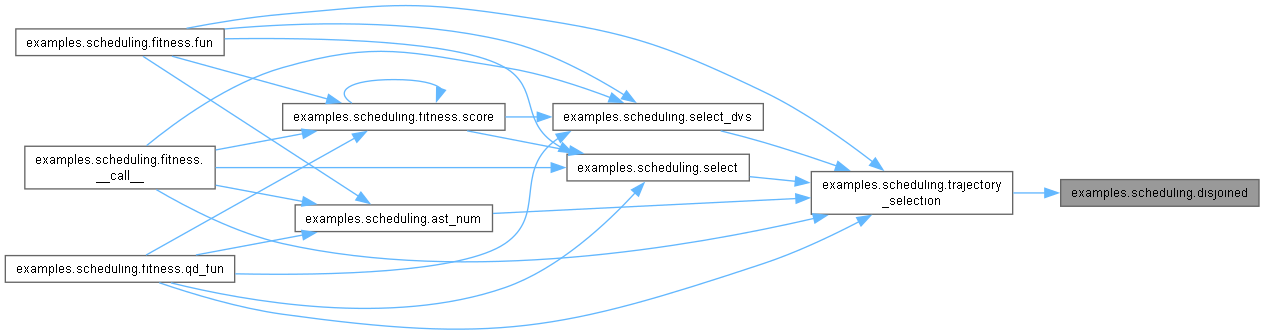 examples.scheduling.fitness.fun
examples.scheduling.fitness.score
examples.scheduling.select_dvs
examples.scheduling.fitness.
__call__
examples.scheduling.select
examples.scheduling.trajectory
_selection
examples.scheduling.disjoined
examples.scheduling.ast_num
examples.scheduling.fitness.qd_fun